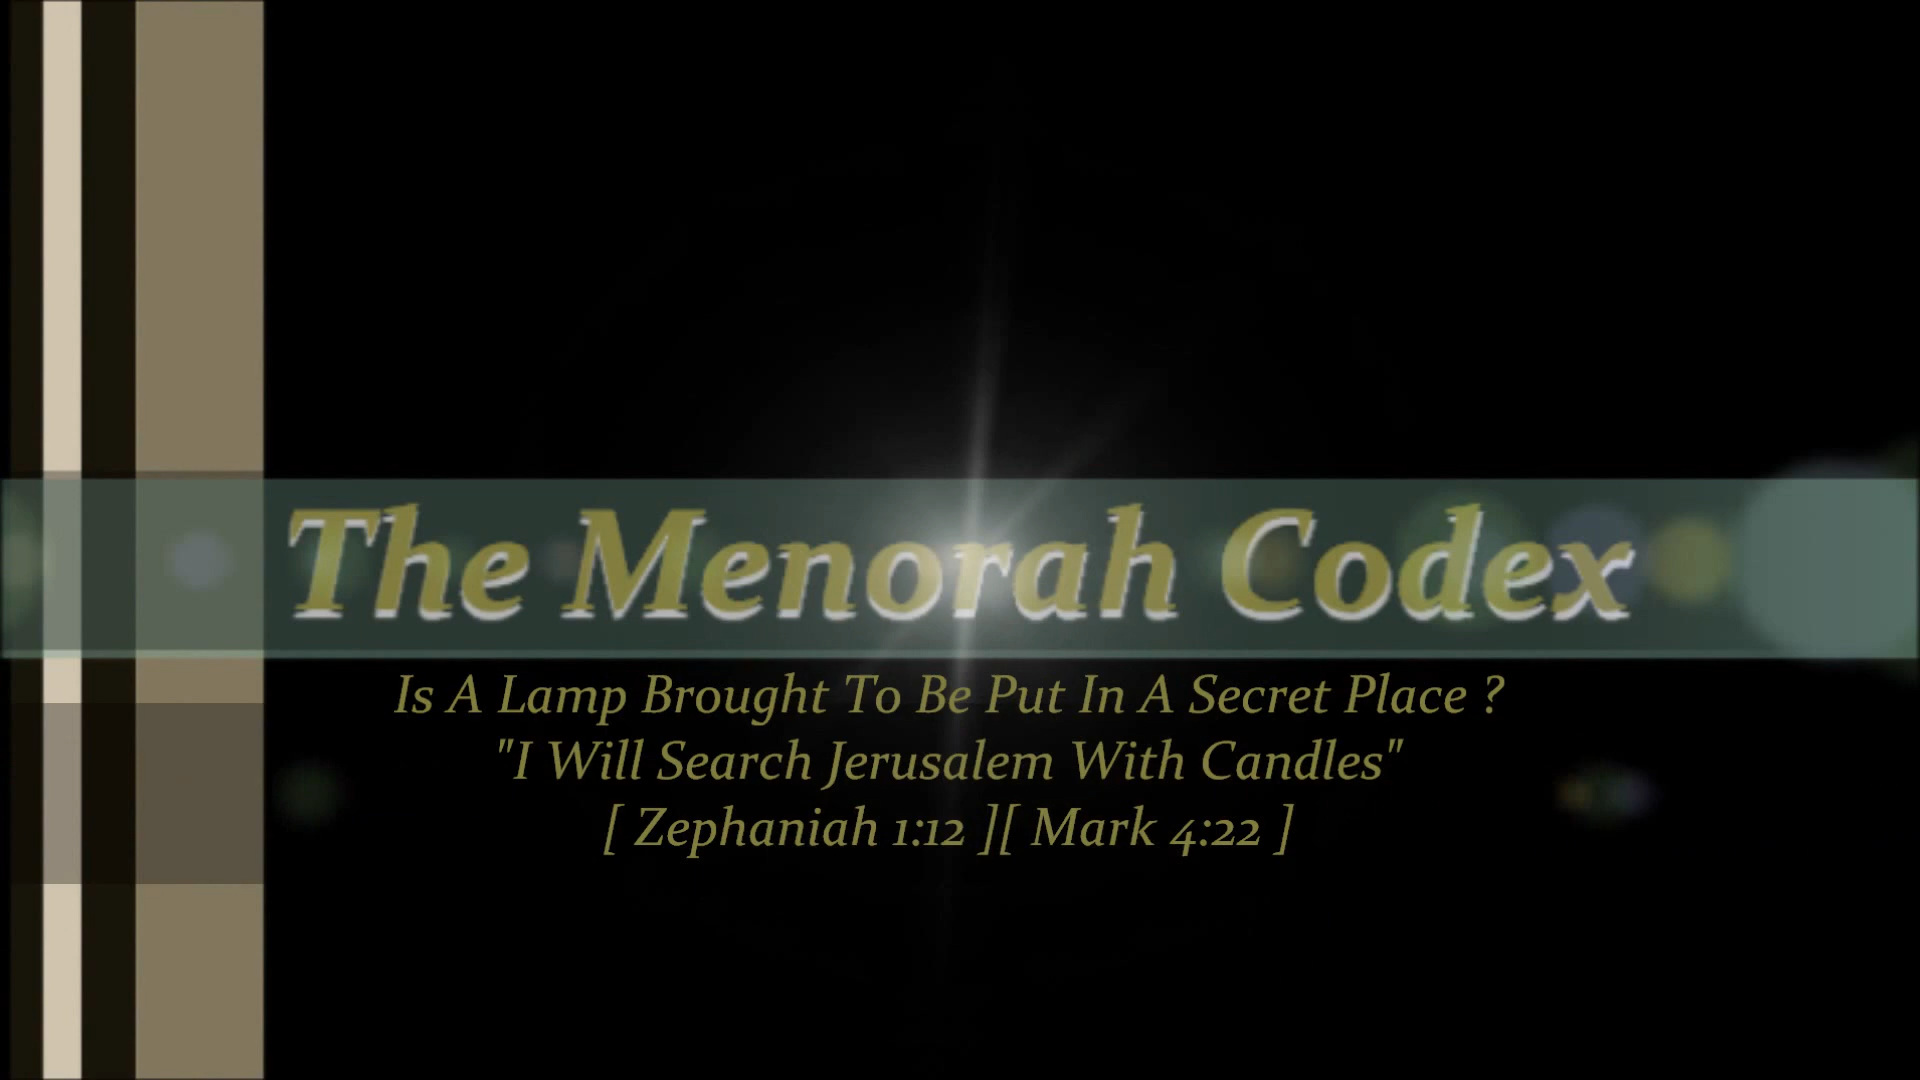 The Menorah Codex
Is A Lamp Brought To Be Put In A Secret Place ?
"I Will Search Jerusalem With Candles"
[ Zephaniah 1:12 ][ Mark 4:22 ]